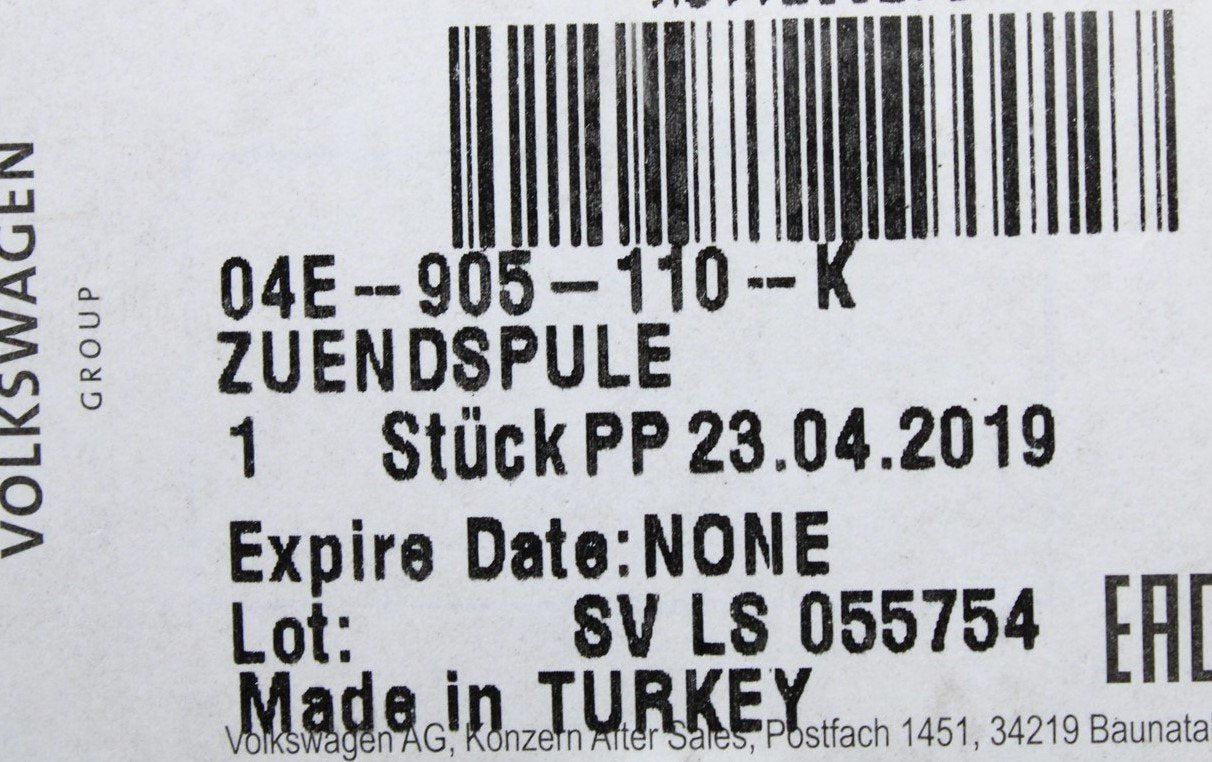 VOLKSWAGEN
GROUP
04E--905-110--K
ZUENDSPULE
1 Stück PP 23.04.2019
Expire Date:NONE
Lot: SV LS 055754
EAC
Made in TURKEY
Volkswagen AG, Konzern After Sales, Postfach 1451, 34219 Baunatal